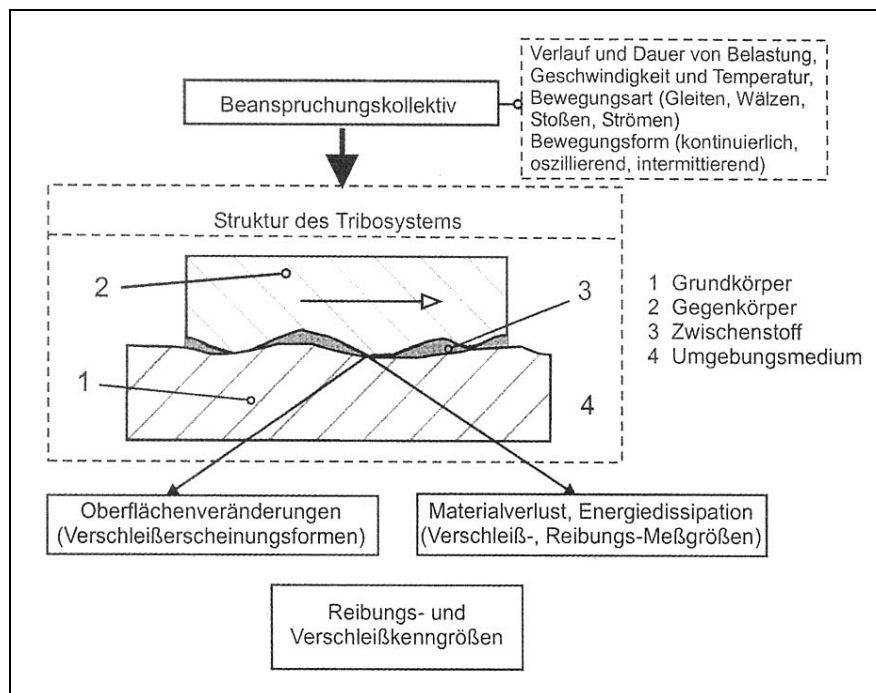 Verlauf und Dauer von Belastung,
Geschwindigkeit und Temperatur,
Bewegungsart (Gleiten, Wälzen,
Stoßen, Strömen)
Bewegungsform (kontinuierlich,
oszillierend, intermittierend)
Beanspruchungskollektiv
Struktur des Tribosystems
2
3
1
4
1 Grundkörper
2 Gegenkörper
3 Zwischenstoff
4 Umgebungsmedium
Oberflächenveränderungen
(Verschleißerscheinungsformen)
Materialverlust, Energiedissipation
(Verschleiß-, Reibungs-Meßgrößen)
Reibungs- und
Verschleißkenngrößen